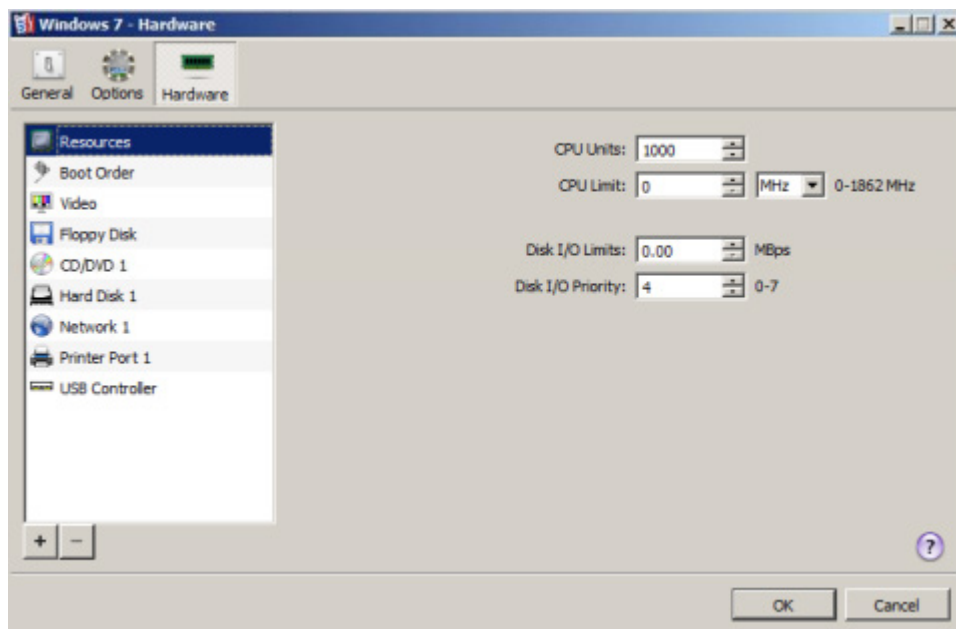 Windows 7 - Hardware
General Options Hardware
Resources
Boot Order
Video
Floppy Disk
CD/DVD 1
Hard Disk 1
Network 1
Printer Port 1
USB Controller
CPU Units: 1000
CPU Limit: 0 MHz 0-1862 MHz
Disk I/O Limits: 0.00 MBps
Disk I/O Priority: 4 0-7
+ -
?
OK Cancel